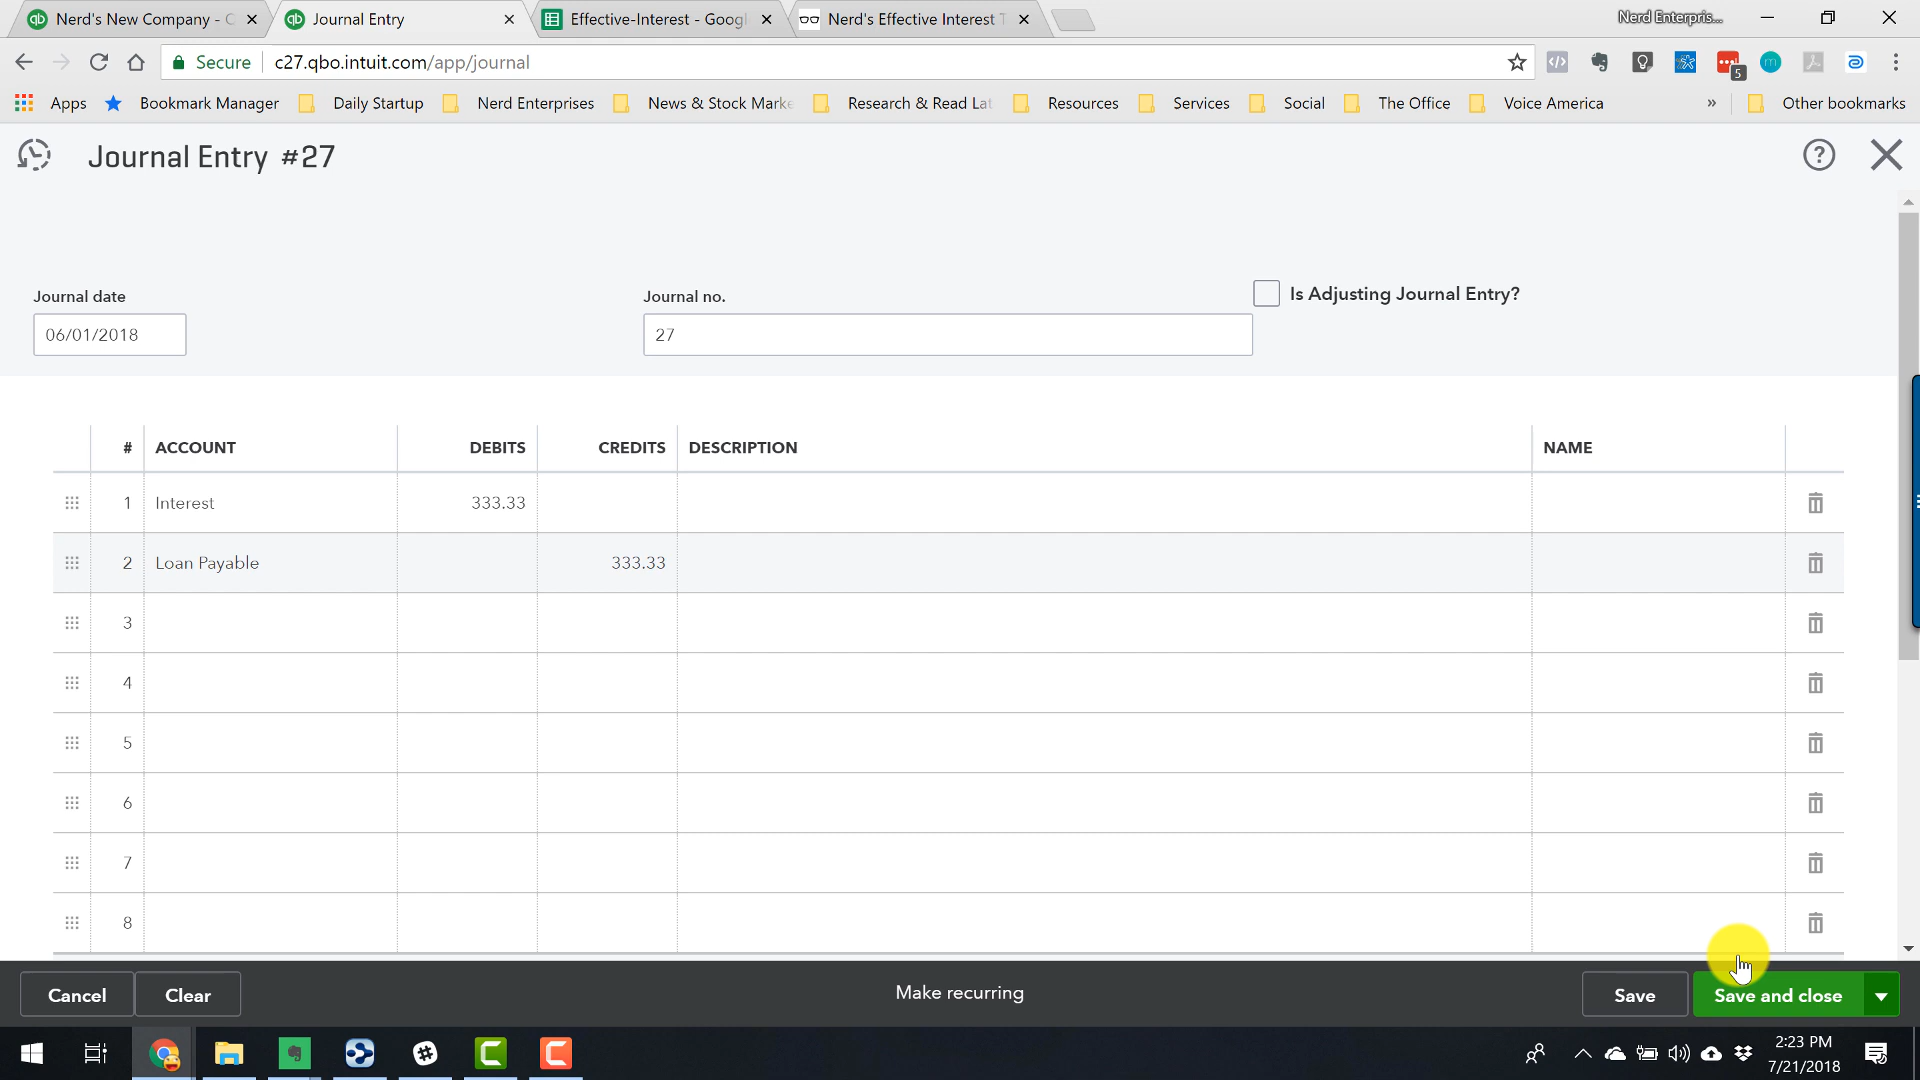 Nerd's New Company - C
Journal Entry
Effective-Interest - Googl
Nerd's Effective Interest T
Nerd Enterpris...
Secure
c27.qbo.intuit.com/app/journal
5
Apps
Bookmark Manager
Daily Startup
Nerd Enterprises
News & Stock Marke
Research & Read Lat
Resources
Services
Social
The Office
Voice America
»
Other bookmarks
Journal Entry #27
Journal date
Journal no.
Is Adjusting Journal Entry?
06/01/2018
27
# ACCOUNT DEBITS CREDITS DESCRIPTION NAME
1 Interest 333.33
2 Loan Payable 333.33
3
4
5
6
7
8
Cancel
Clear
Make recurring
Save
Save and close
2:23 PM
7/21/2018